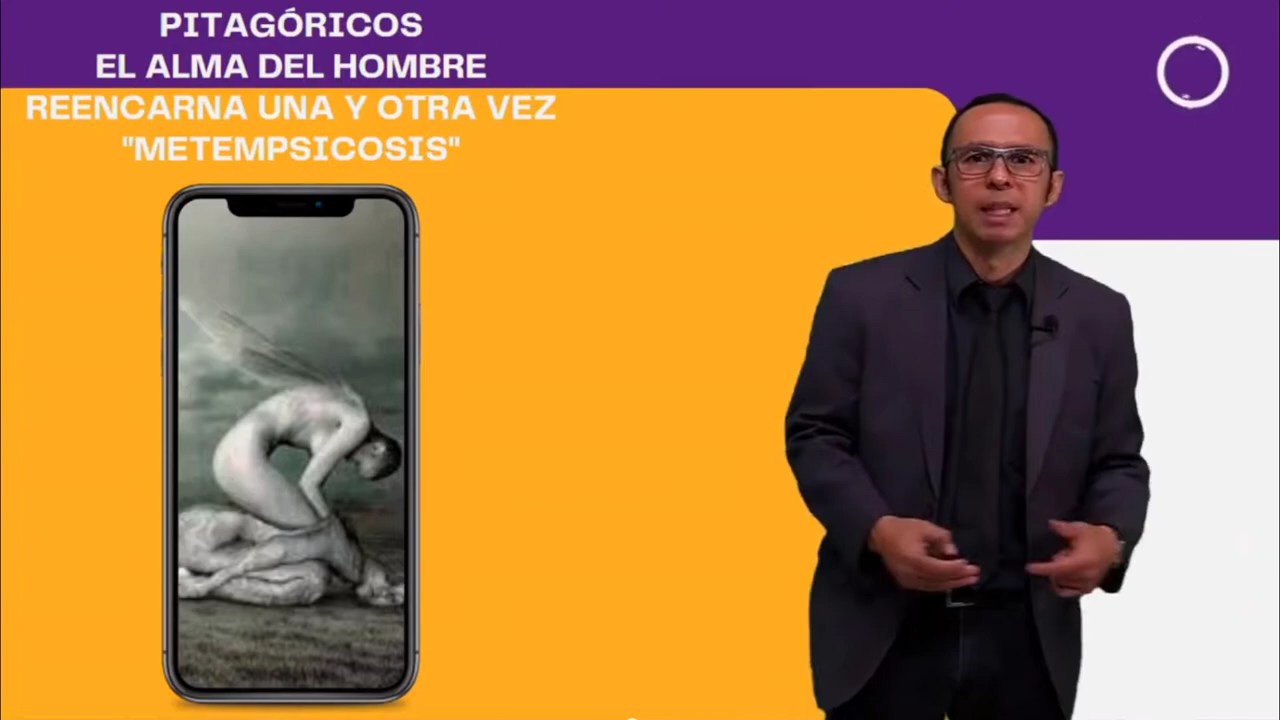 PITAGÓRICOS
EL ALMA DEL HOMBRE
REENCARNA UNA Y OTRA VEZ
"METEMPSICOSIS"